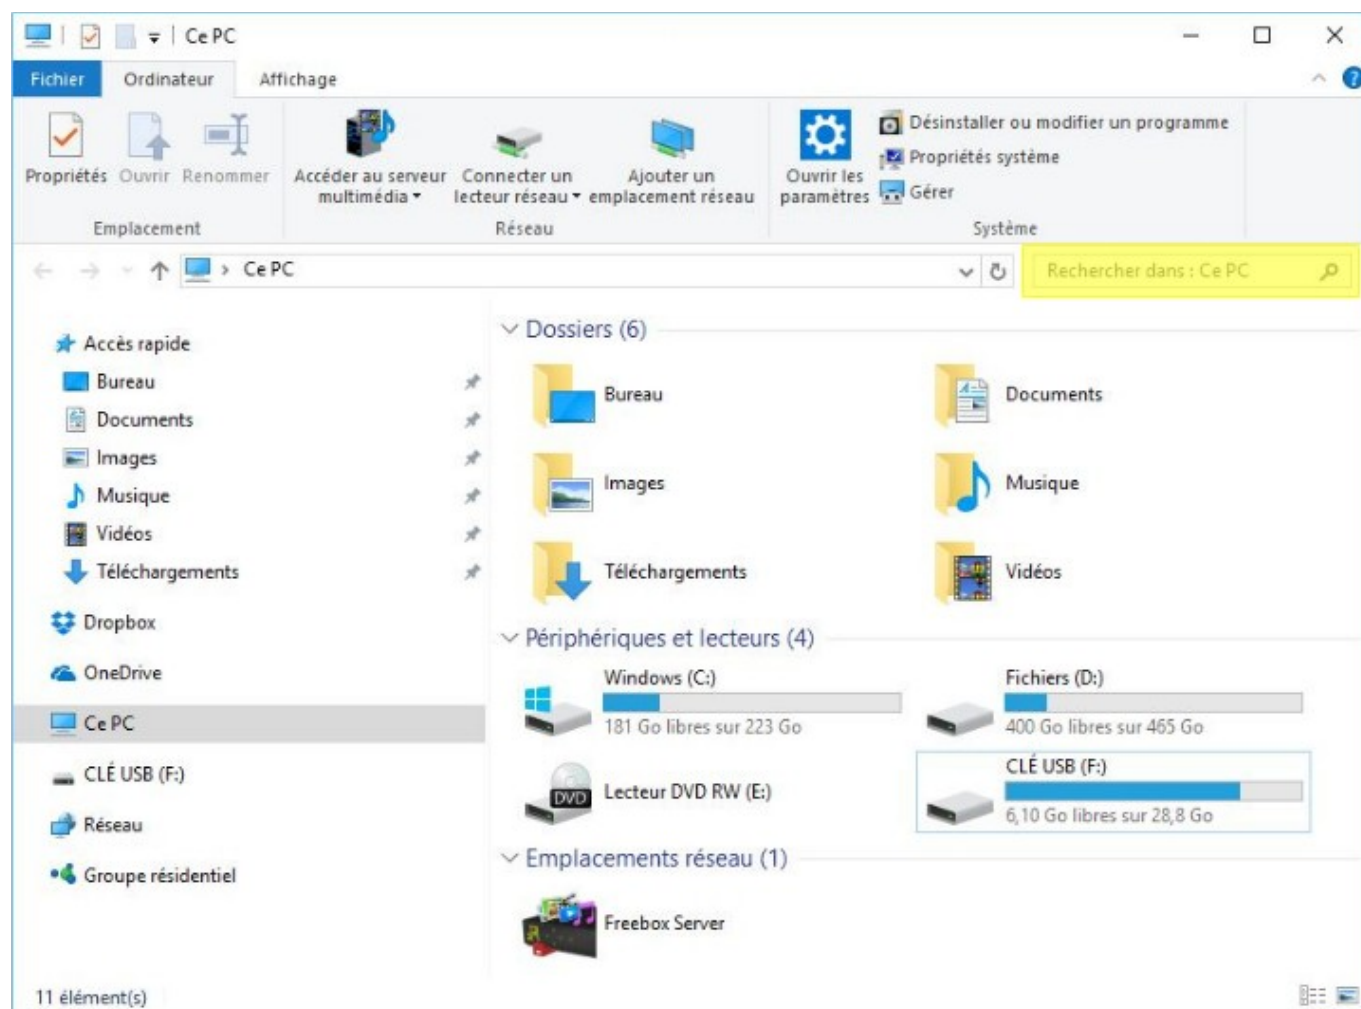 Ce PC
Fichier Ordinateur Affichage
Propriétés Ouvrir Renommer
Emplacement
Accéder au serveur
multimédia
Connecter un
lecteur réseau
Ajouter un
emplacement réseau
Réseau
Ouvrir les
paramètres
Désinstaller ou modifier un programme
Propriétés système
Gérer
Système
Ce PC
Rechercher dans : Ce PC
Accès rapide
Bureau
Documents
Images
Musique
Vidéos
Téléchargements
Dropbox
OneDrive
Ce PC
CLÉ USB (F:)
Réseau
Groupe résidentiel
Dossiers (6)
Bureau
Documents
Images
Musique
Téléchargements
Vidéos
Périphériques et lecteurs (4)
Windows (C:)
181 Go libres sur 223 Go
Fichiers (D:)
400 Go libres sur 465 Go
DVD
Lecteur DVD RW (E:)
CLÉ USB (F:)
6,10 Go libres sur 28,8 Go
Emplacements réseau (1)
Freebox Server
11 élément(s)